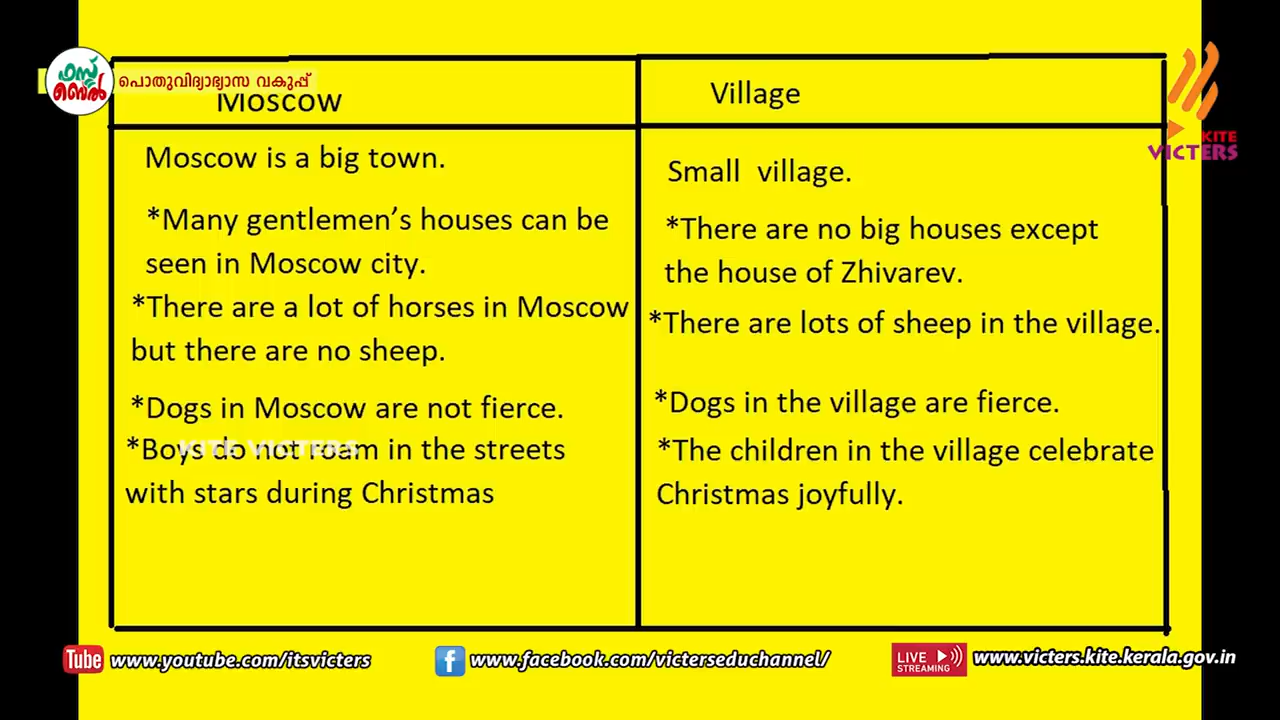 ഫസ്റ്റ്
ബെൽ
പൊതുവിദ്യാഭ്യാസ വകുപ്പ്
Moscow
Village
KITE
VICTERS
Moscow is a big town.
*Many gentlemen’s houses can be
seen in Moscow city.
*There are a lot of horses in Moscow
but there are no sheep.
*Dogs in Moscow are not fierce.
*Boys do not roam in the streets
with stars during Christmas
KITE VICTERS
Small  village.
*There are no big houses except
the house of Zhivarev.
*There are lots of sheep in the village.
*Dogs in the village are fierce.
*The children in the village celebrate
Christmas joyfully.
Tube www.youtube.com/itsvicters
f www.facebook.com/victerseduchannel/
LIVE
STREAMING
www.victers.kite.kerala.gov.in